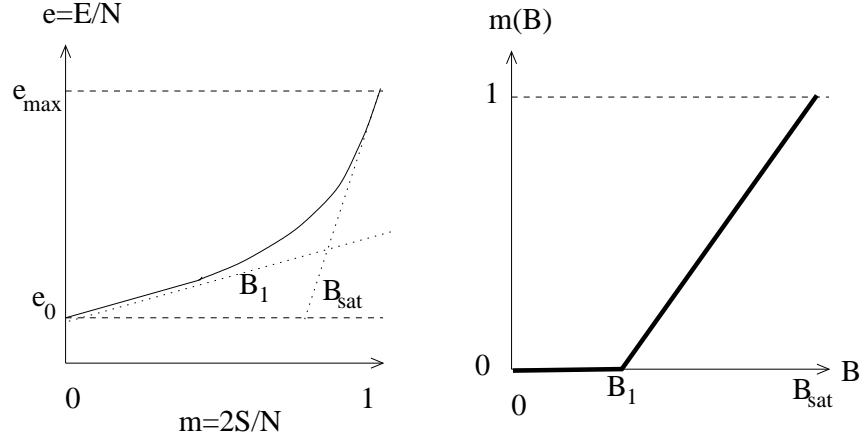 e=E/N
e_max
e_0
B_1
B_sat
0
1
m=2S/N
m(B)
1
0
B
B_1
B_sat
0